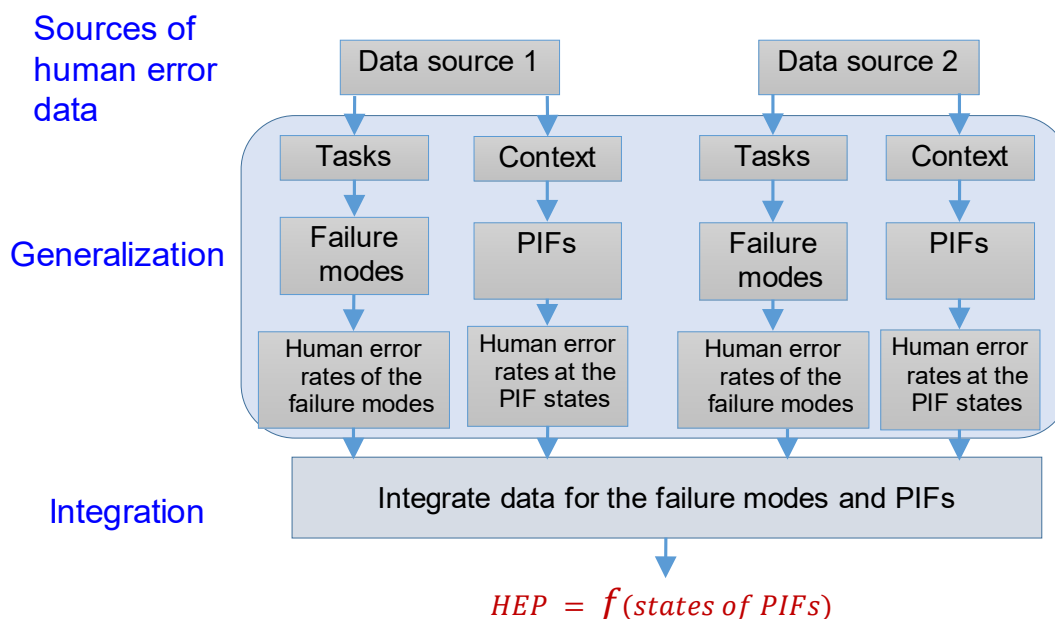 Sources of
human error
data
Data source 1
Data source 2
Tasks
Context
Tasks
Context
Generalization
Failure
modes
PIFs
Failure
modes
PIFs
Human error
rates of the
failure modes
Human error
rates at the
PIF states
Human error
rates of the
failure modes
Human error
rates at the
PIF states
Integration
Integrate data for the failure modes and PIFs
HEP = f(states of PIFs)